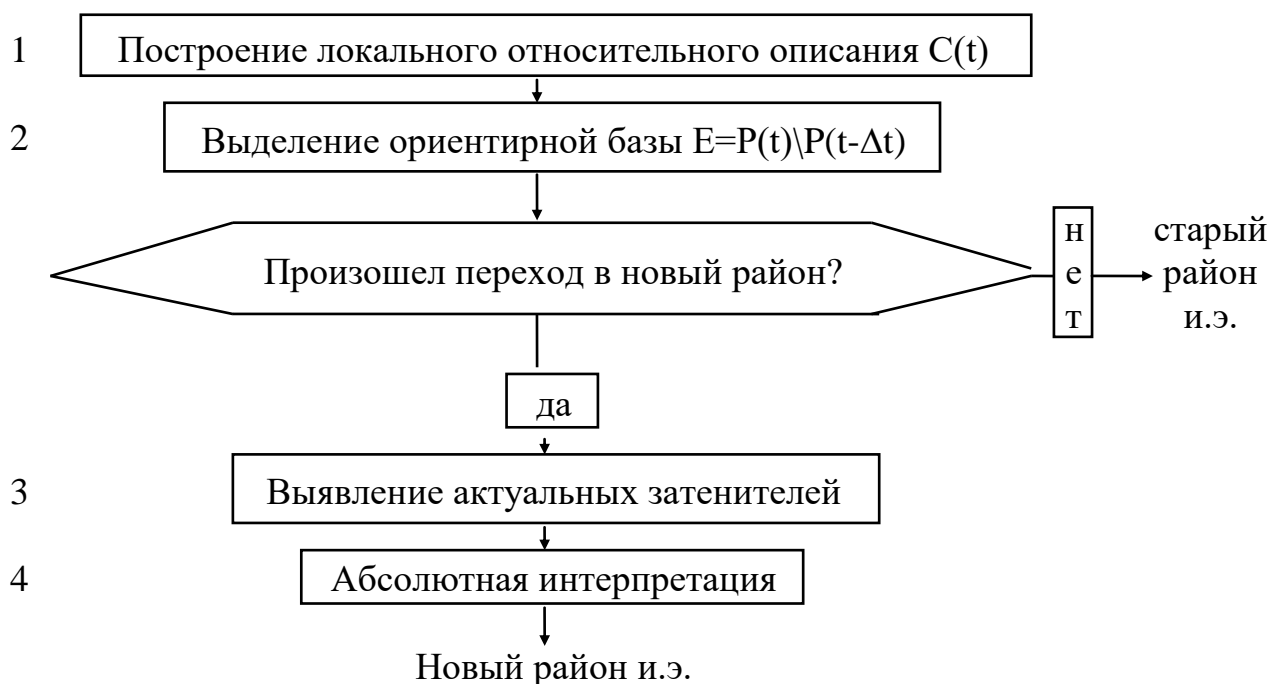 1 Построение локального относительного описания C(t)
2 Выделение ориентирной базы E=P(t)\P(t-Δt)
Произошел переход в новый район?
н
е
т
старый
район
и.э.
да
3 Выявление актуальных затенителей
4 Абсолютная интерпретация
Новый район и.э.